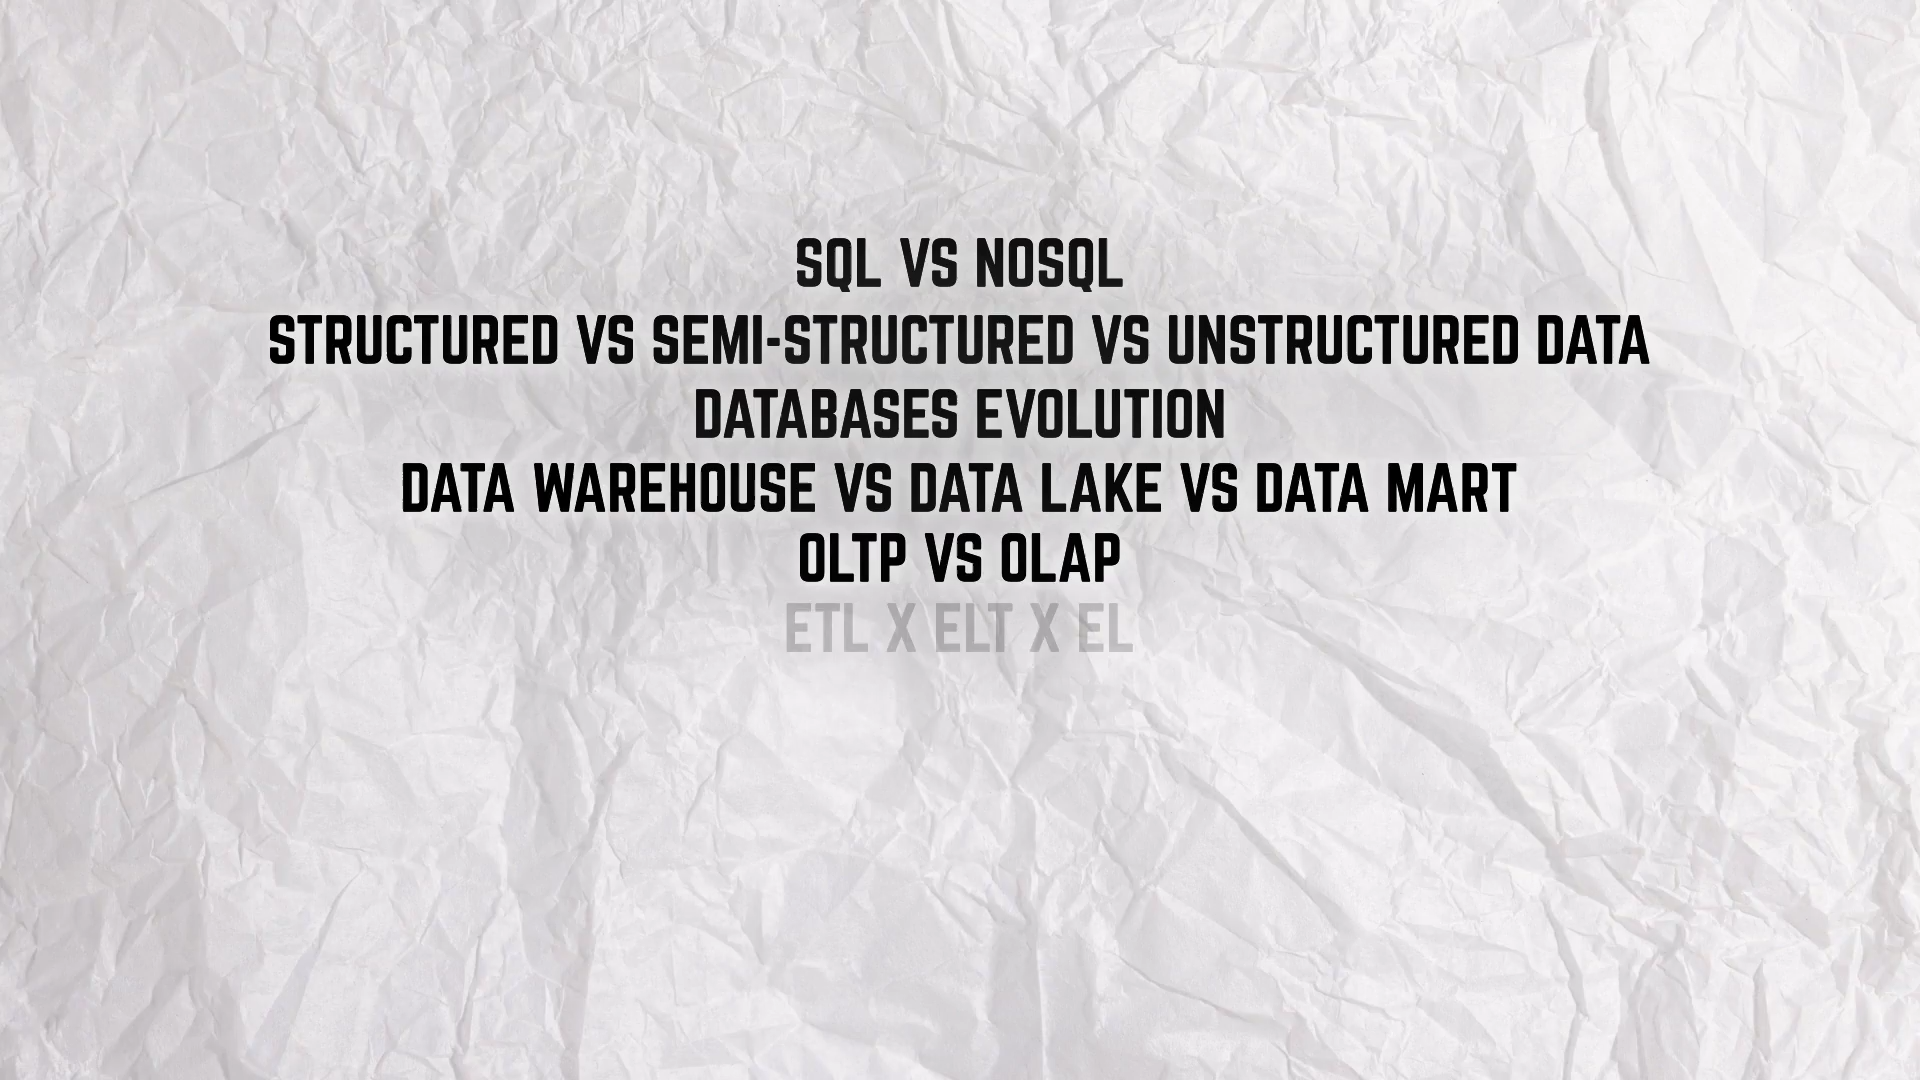 SQL VS NOSQL
STRUCTURED VS SEMI-STRUCTURED VS UNSTRUCTURED DATA
DATABASES EVOLUTION
DATA WAREHOUSE VS DATA LAKE VS DATA MART
OLTP VS OLAP
ETL X ELT X EL